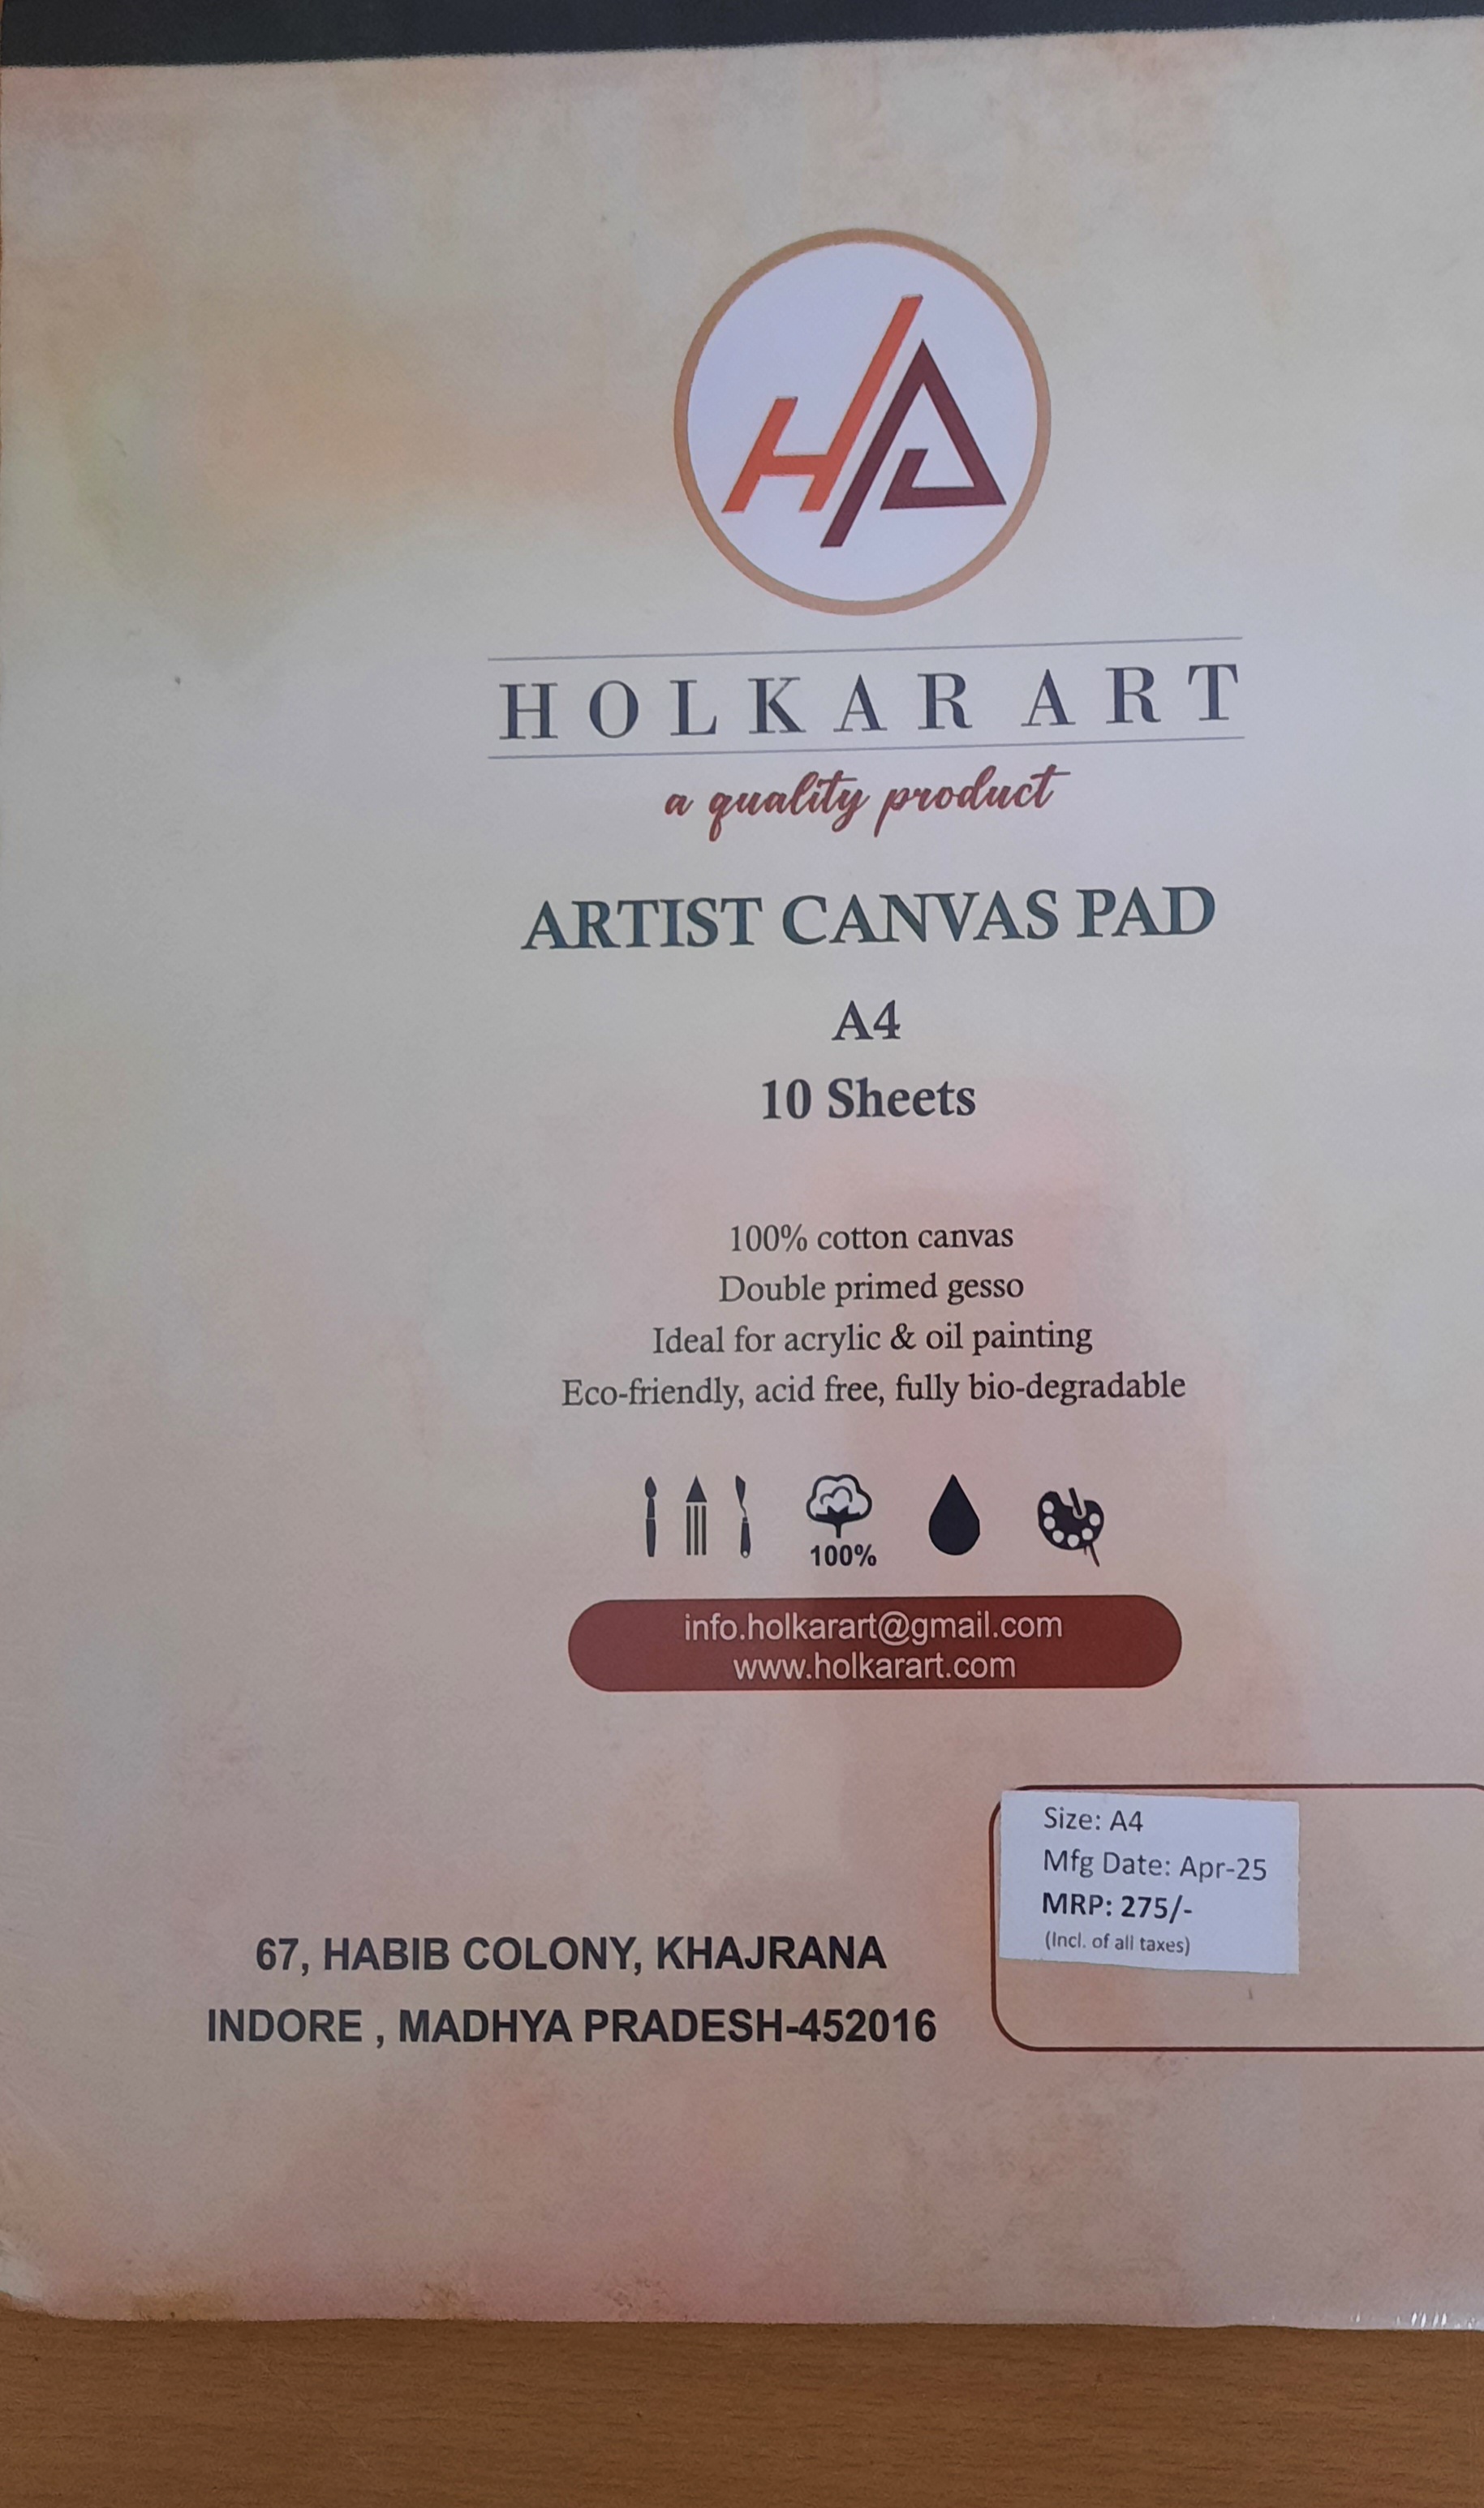 HA
HOLKAR ART
a quality product
ARTIST CANVAS PAD
A4
10 Sheets
100% cotton canvas
Double primed gesso
Ideal for acrylic & oil painting
Eco-friendly, acid free, fully bio-degradable
100%
info.holkarart@gmail.com
www.holkarart.com
Size: A4
Mfg Date: Apr-25
MRP: 275/-
(Incl. of all taxes)
67, HABIB COLONY, KHAJRANA
INDORE , MADHYA PRADESH-452016